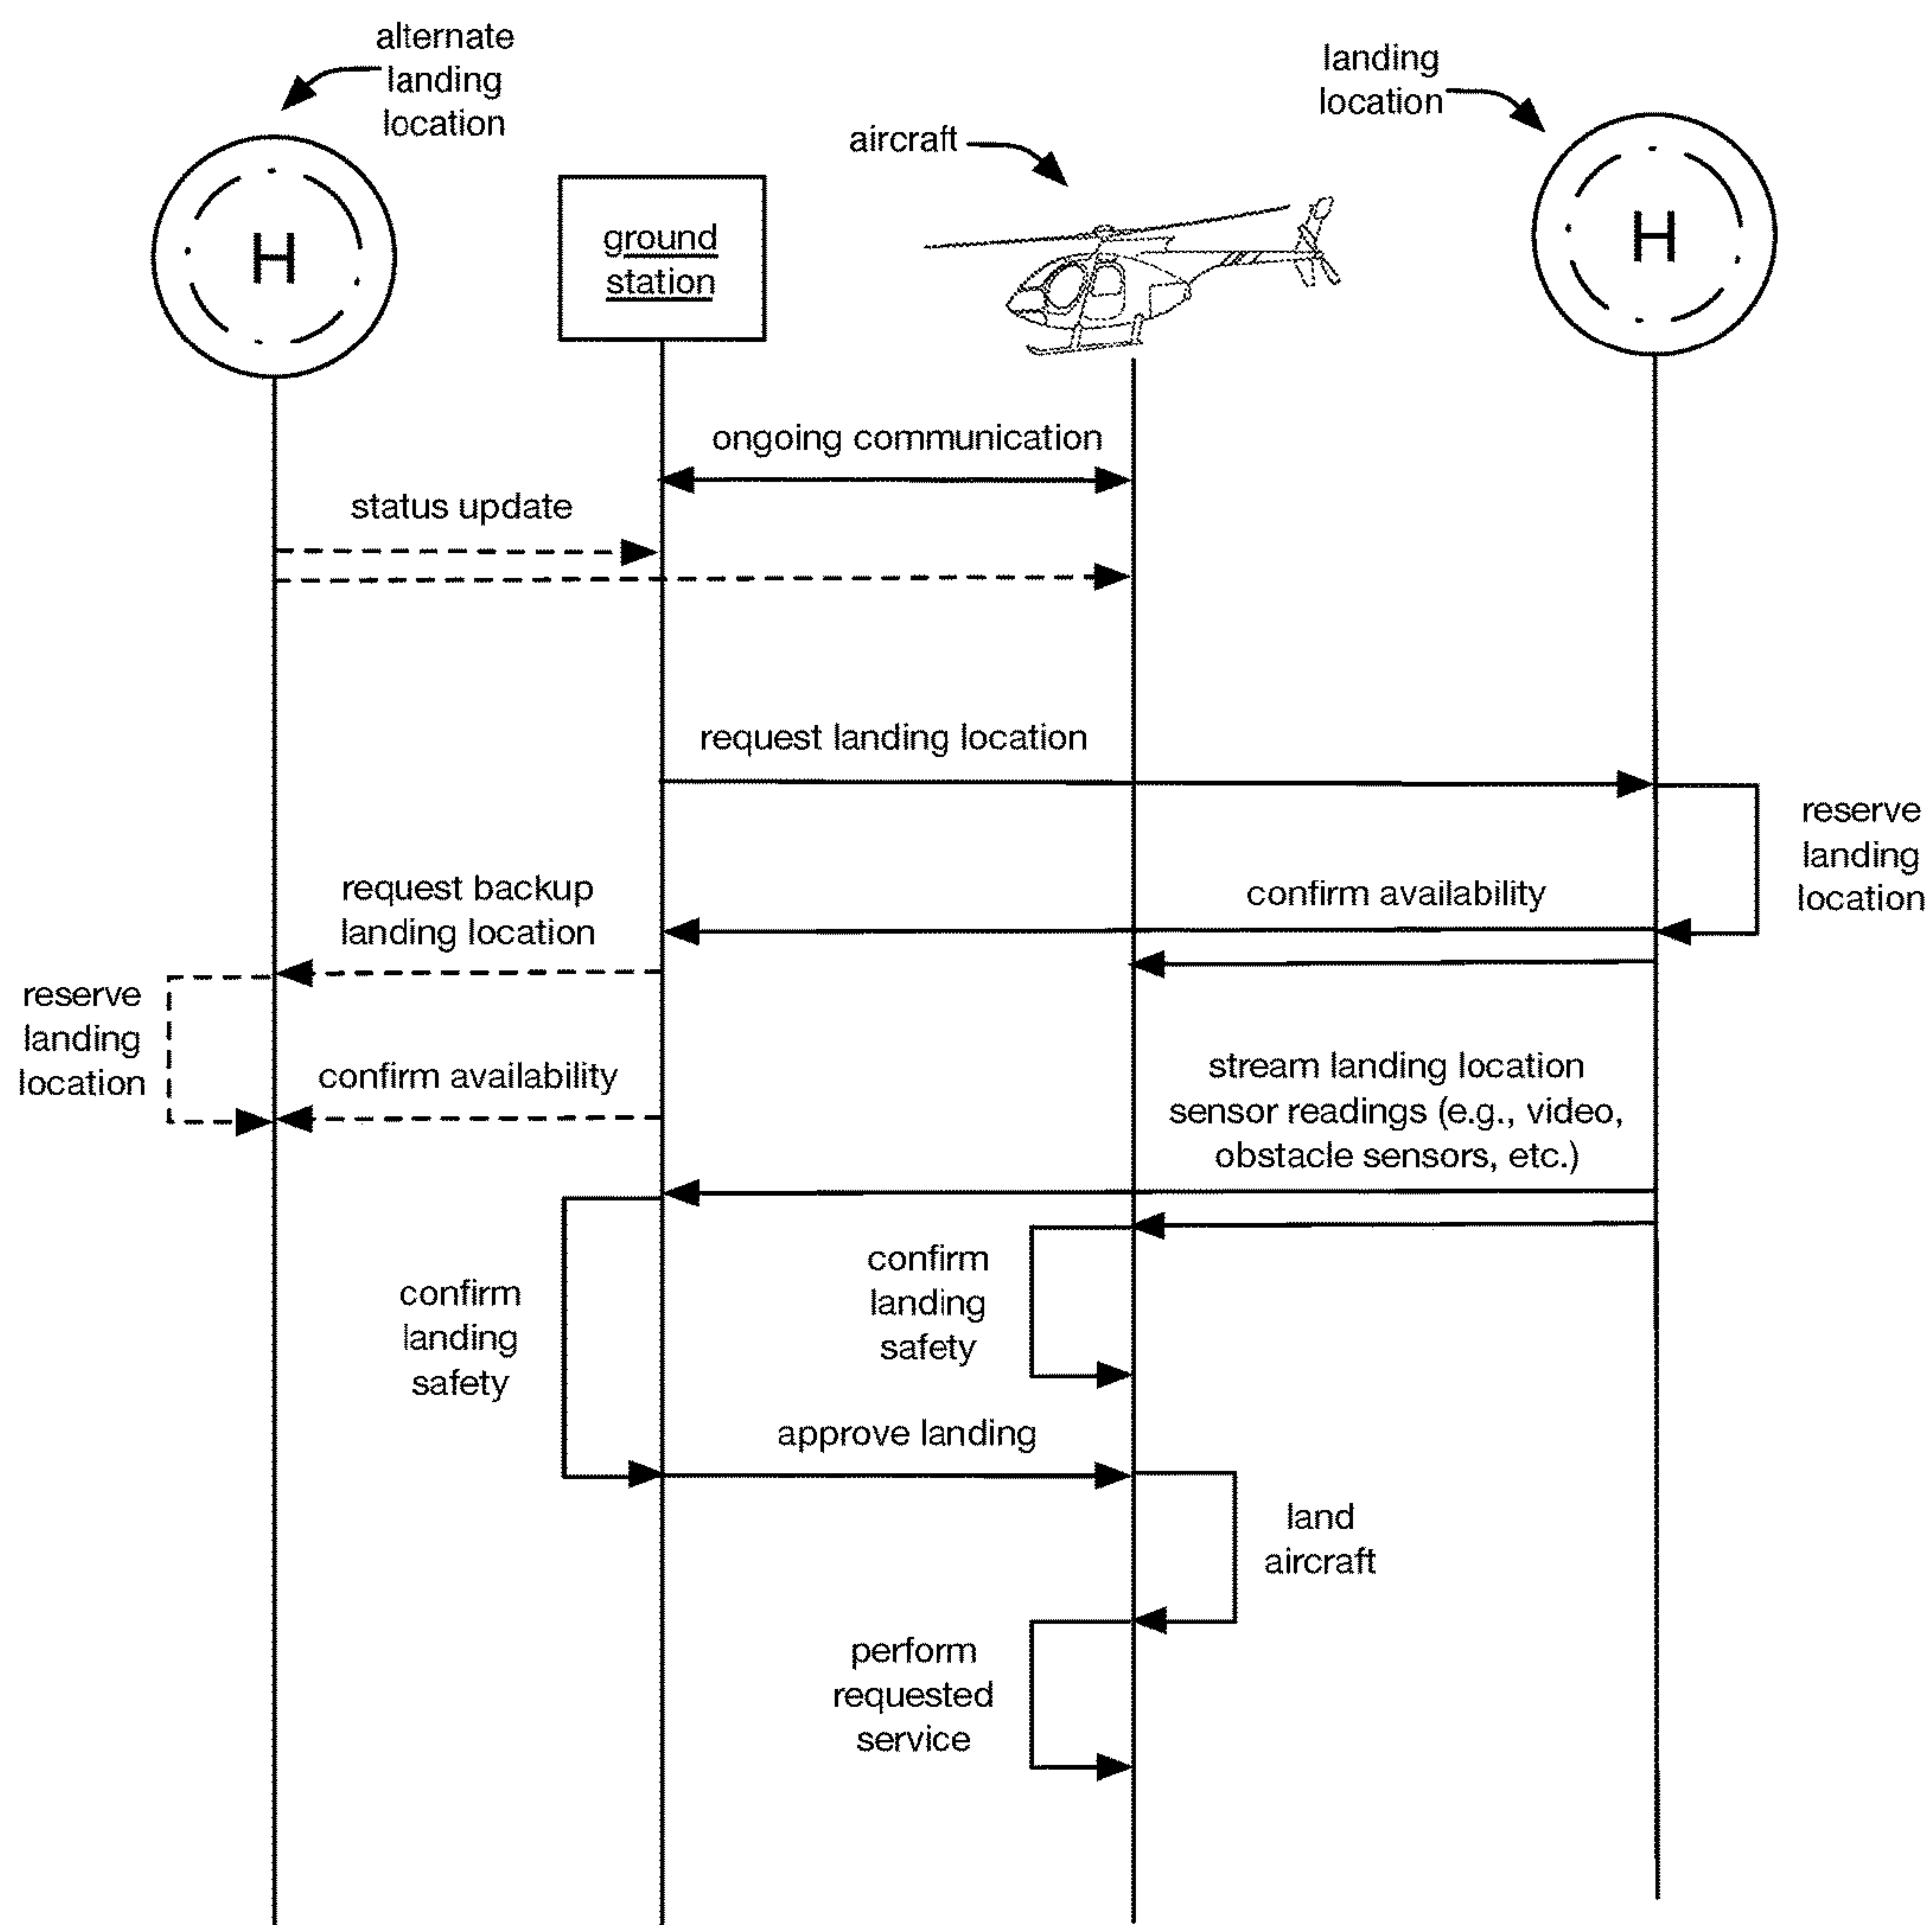 alternate
landing
location
landing
location
aircraft
H
ground
station
H
ongoing communication
status update
request landing location
reserve
landing
location
request backup
landing location
confirm availability
reserve
landing
location
confirm availability
stream landing location
sensor readings (e.g., video,
obstacle sensors, etc.)
confirm
landing
safety
confirm
landing
safety
approve landing
land
aircraft
perform
requested
service